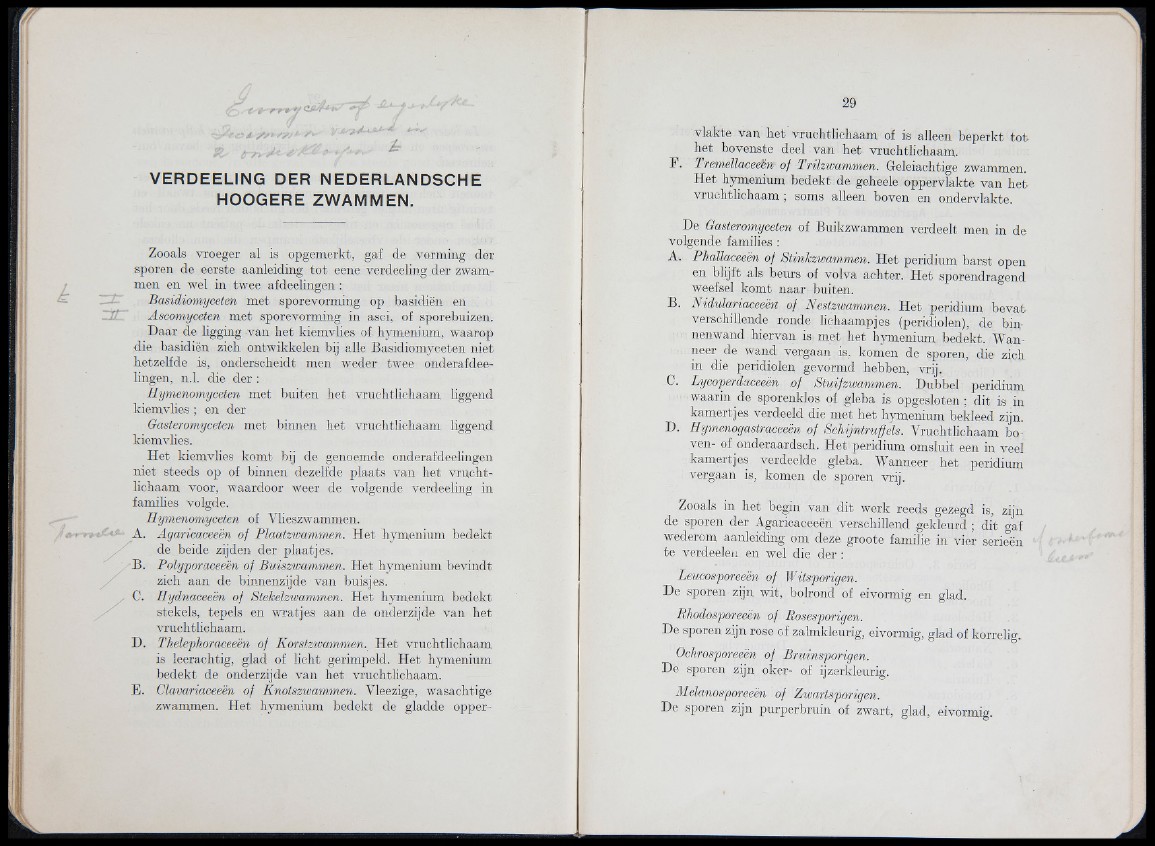 Eumyceten of eigenlijke
Zwammen verdeeld in
2 onderklassen
VERDEELING DER NEDERLANDSCHE
HOOGERE ZWAMMEN.
Zooals vroeger al is opgemerkt, gaf de vorming der
sporen de eerste aanleiding tot eene verdeeling der zwam-
men en wel in twee afdeelingen :
I Basidiomyceten met sporevorming op basidiën en
II Ascomyceten met sporevorming in asci, of sporebuizen.
Daar de ligging van het kiemvlies of hymenium, waarop
die basidiën zich ontwikkelen bij alle Basidiomyceten niet
hetzelfde is, onderscheidt men weder twee onderafdee-
lingen, n.l. die der :
Hymenomyceten met buiten het vruchtlichaam liggend
kiemvlies ; en der
Gasteromyceten met binnen het vruchtlichaam liggend
kiemvlies.
Het kiemvlies komt bij de genoemde onderafdeelingen
niet steeds op of binnen dezelfde plaats van het vrucht-
lichaam voor, waardoor weer de volgende verdeeling in
families volgde.
Hymenomyceten of Vlieszwammen.
Familie A. Agaricaceeën of Plaatzwammen. Het hymenium bedekt
de beide zijden der plaatjes.
B. Polyporaceeën of Buiszwammen. Het hymenium bevindt
zich aan de binnenzijde van buisjes.
C. Hydnaceeën of Stekelzwammen. Het hymenium bedekt
stekels, tepels en wratjes aan de onderzijde van het
vruchtlichaam.
D. Thelephoraceeën of Korstzwammen. Het vruchtlichaam
is leerachtig, glad of licht gerimpeld. Het hymenium
bedekt de onderzijde van het vruchtlichaam.
E. Clavariaceeën of Knotszwammen. Vleezige, wasachtige
zwammen. Het hymenium bedekt de gladde opper-
29
vlakte van het vruchtlichaam of is alleen beperkt tot
het bovenste deel van het vruchtlichaam.
F. Tremellaceeën of Trilzwammen. Geleiachtige zwammen.
Het hymenium bedekt de geheele oppervlakte van het
vruchtlichaam ; soms alleen boven en ondervlakte.
De Gasteromyceten of Buikzwammen verdeelt men in de
volgende families :
A. Phallaceeën of Stinkzwammen. Het peridium barst open
en blijft als beurs of volva achter. Het sporendragend
weefsel komt naar buiten.
B. Nidulariaceeën of Nestzwammen. Het peridium bevat
verschillende ronde lichaampjes (peridiolen), de bin-
nenwand hiervan is met het hymenium bedekt. Wan-
neer de wand vergaan is, komen de sporen, die zich
in die peridiolen gevormd hebben, vrij.
C. Lycoperdaceeën of Stuifzwammen. Dubbel peridium
waarin de sporenklos of gleba is opgesloten ; dit is in
kamertjes verdeeld die met het hymenium bekleed zijn.
D. Hymenogastraceeën of Schijntruffels. Vruchtlichaam bo-
ven- of onderaardsch. Het peridium omsluit een in veel
kamertjes verdeelde gleba. Wanneer het peridium
vergaan is, komen de sporen vrij.
Zooals in het begin van dit werk reeds gezegd is, zijn
de sporen der Agaricaceeën verschillend gekleurd ; dit gaf
wederom aanleiding om deze groote familie in vier serieën
te verdeelen en wel die der :
Leucosporeeën of Witsporigen.
De sporen zijn wit, bolrond of eivormig en glad.
Rhodosporeeën of Rosesporigen.
De sporen zijn rose of zalmkleurig, eivormig, glad of korrelig.
Ochrosporeeën of Bruinsporigen.
De sporen zijn oker- of ijzerkleurig.
Melanosporeeën of Zwartsporigen.
De sporen zijn purperbruin of zwart, glad, eivormig.